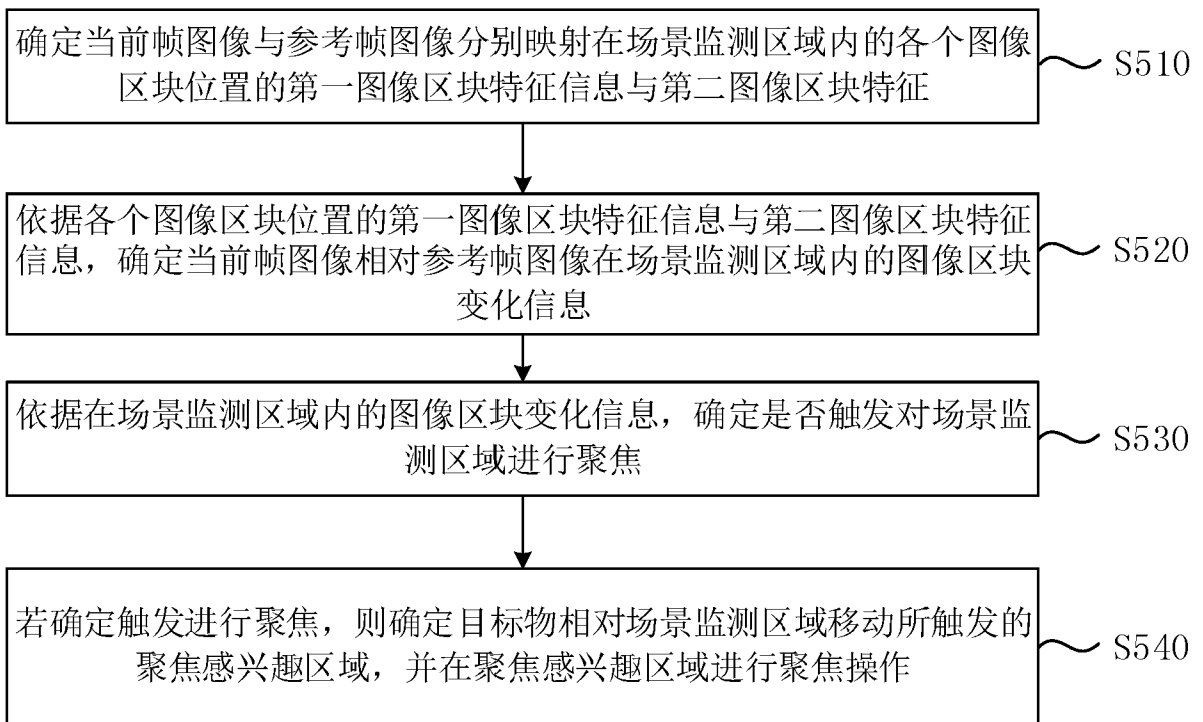 确定当前帧图像与参考帧图像分别映射在场景监测区域内的各个图像
区块位置的第一图像区块特征信息与第二图像区块特征
S510
依据各个图像区块位置的第一图像区块特征信息与第二图像区块特征
信息，确定当前帧图像相对参考帧图像在场景监测区域内的图像区块
变化信息
S520
依据在场景监测区域内的图像区块变化信息，确定是否触发对场景监
测区域进行聚焦
S530
若确定触发进行聚焦，则确定目标物相对场景监测区域移动所触发的
聚焦感兴趣区域，并在聚焦感兴趣区域进行聚焦操作
S540